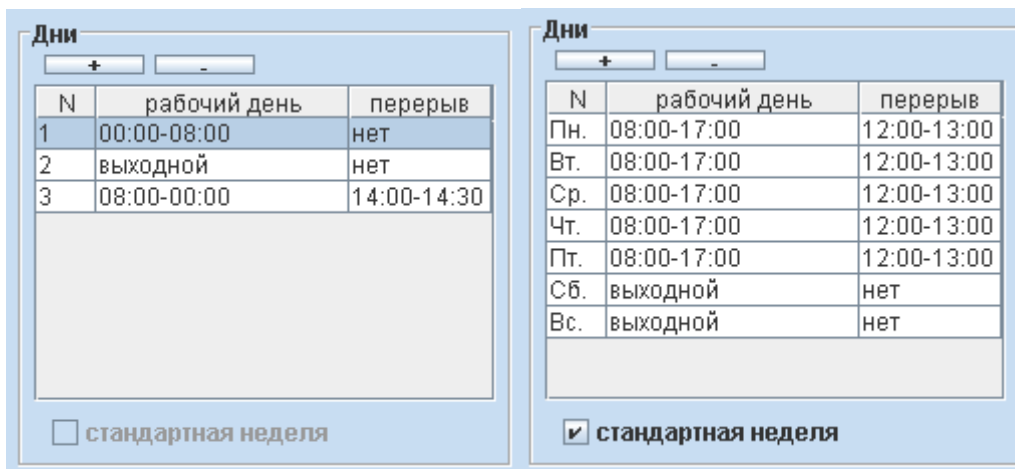 Дни
+ -
N рабочий день перерыв
1 00:00-08:00 нет
2 выходной нет
3 08:00-00:00 14:00-14:30
стандартная неделя
Дни
+ -
N рабочий день перерыв
Пн. 08:00-17:00 12:00-13:00
Вт. 08:00-17:00 12:00-13:00
Ср. 08:00-17:00 12:00-13:00
Чт. 08:00-17:00 12:00-13:00
Пт. 08:00-17:00 12:00-13:00
Сб. выходной нет
Вс. выходной нет
стандартная неделя